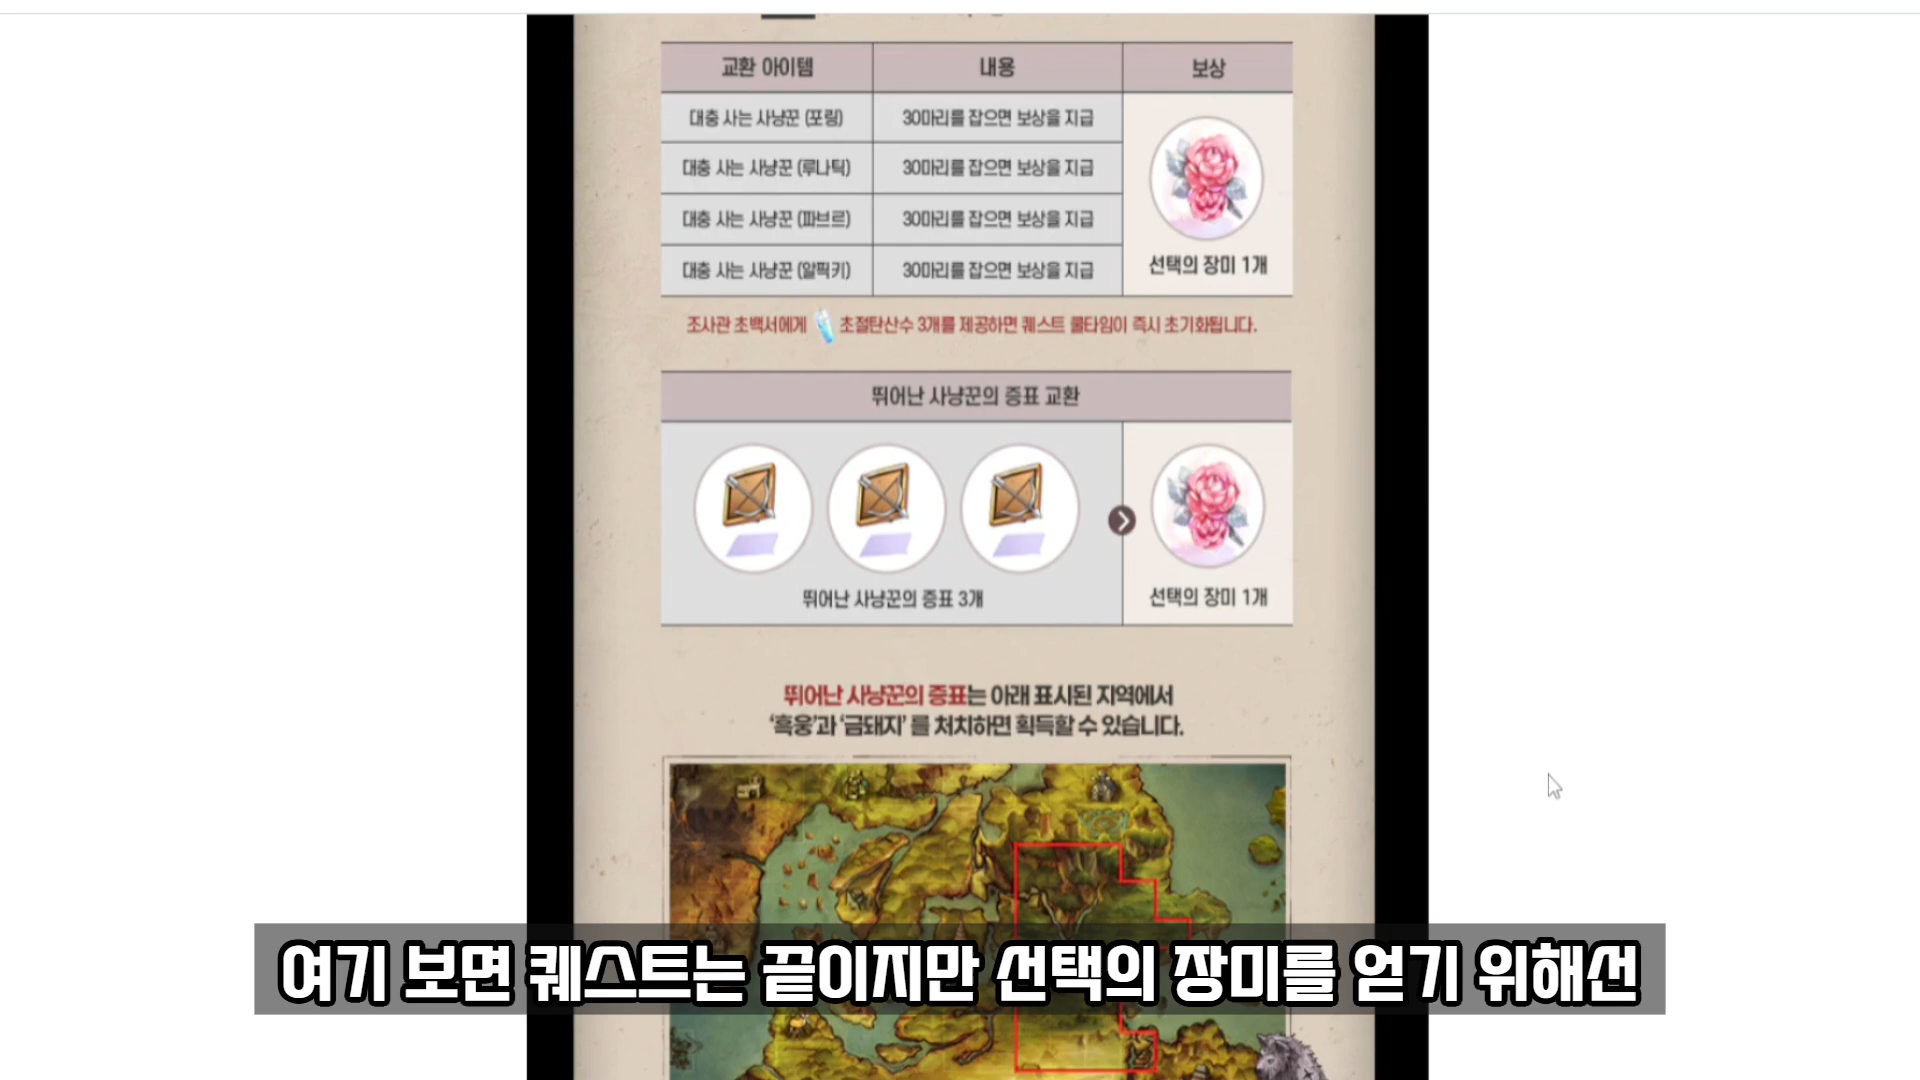 교환 아이템 내용 보상
대충 사는 사냥꾼 (포링) 30마리를 잡으면 보상을 지급
대충 사는 사냥꾼 (루나틱) 30마리를 잡으면 보상을 지급
대충 사는 사냥꾼 (파브르) 30마리를 잡으면 보상을 지급
대충 사는 사냥꾼 (알픽키) 30마리를 잡으면 보상을 지급
선택의 장미 1개
조사관 초백서에게 초절탄산수 3개를 제공하면 퀘스트 쿨타임이 즉시 초기화됩니다.
뛰어난 사냥꾼의 증표 교환
뛰어난 사냥꾼의 증표 3개
선택의 장미 1개
뛰어난 사냥꾼의 증표는 아래 표시된 지역에서
‘흑웅’과 ‘금돼지’ 를 처치하면 획득할 수 있습니다.
여기 보면 퀘스트는 끝이지만 선택의 장미를 얻기 위해선